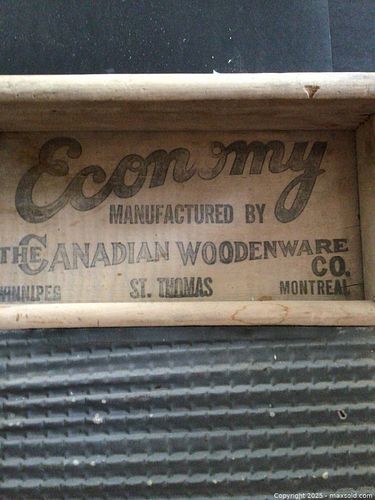 Economy
MANUFACTURED BY
THE CANADIAN WOODENWARE
CO.
WINNIPEG ST. THOMAS MONTREAL
Copyright 2025 - maxsold.com